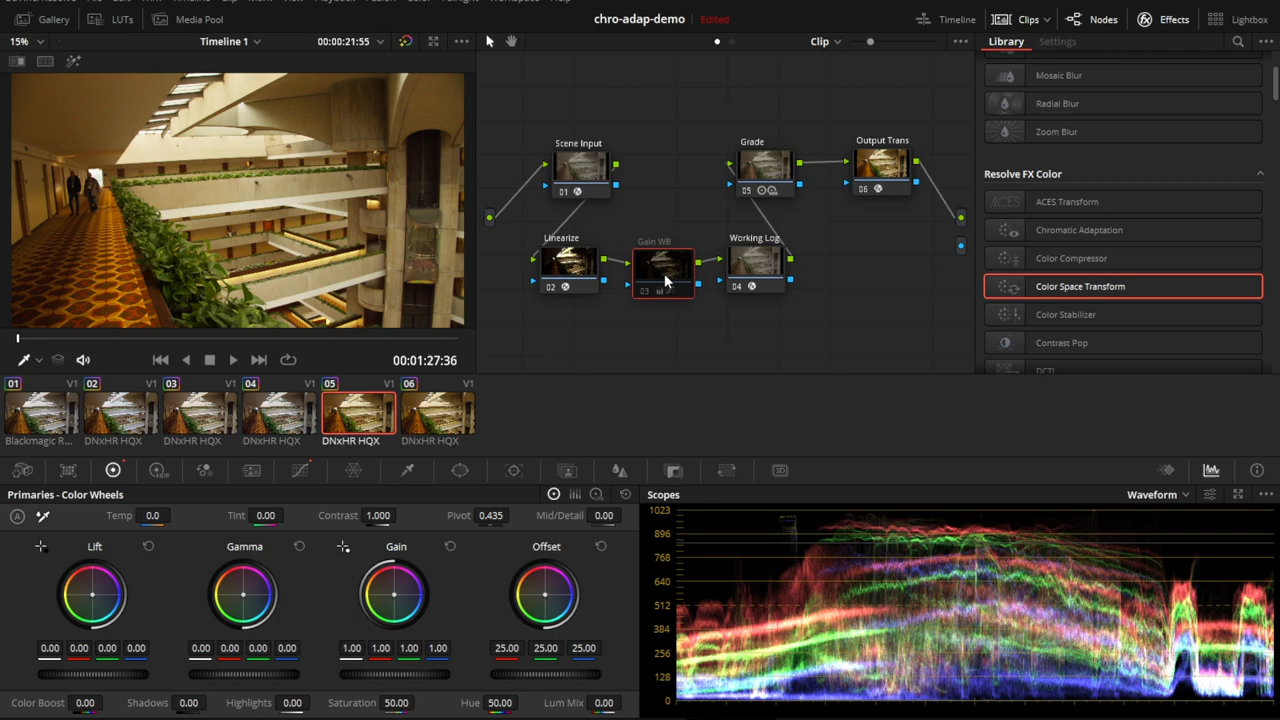 Gallery LUTs Media Pool chro-adap-demo Edited Timeline Clips Nodes Effects Lightbox
15% Timeline 1 00:00:21:55 Clip Library Settings
Mosaic Blur
Radial Blur
Zoom Blur
Resolve FX Color
ACES ACES Transform
Chromatic Adaptation
Color Compressor
Color Space Transform
Color Stabilizer
Contrast Pop
DCTL
Scene Input Grade Output Trans
01 05 06
Linearize Gain WB Working Log
02 03 04
00:01:27:36
01 V1 02 V1 03 V1 04 V1 05 V1 06 V1
Blackmagic R... DNxHR HQX DNxHR HQX DNxHR HQX DNxHR HQX DNxHR HQX
3D
Primaries - Color Wheels Scopes Waveform
A Temp 0.0 Tint 0.00 Contrast 1.000 Pivot 0.435 Mid/Detail 0.00
Lift Gamma Gain Offset
0.00 0.00 0.00 0.00 0.00 0.00 0.00 0.00 1.00 1.00 1.00 1.00 25.00 25.00 25.00
Color Boost 0.00 Shadows 0.00 Highlights 0.00 Saturation 50.00 Hue 50.00 Lum Mix 0.00
1023
896
768
640
512
384
256
128
0